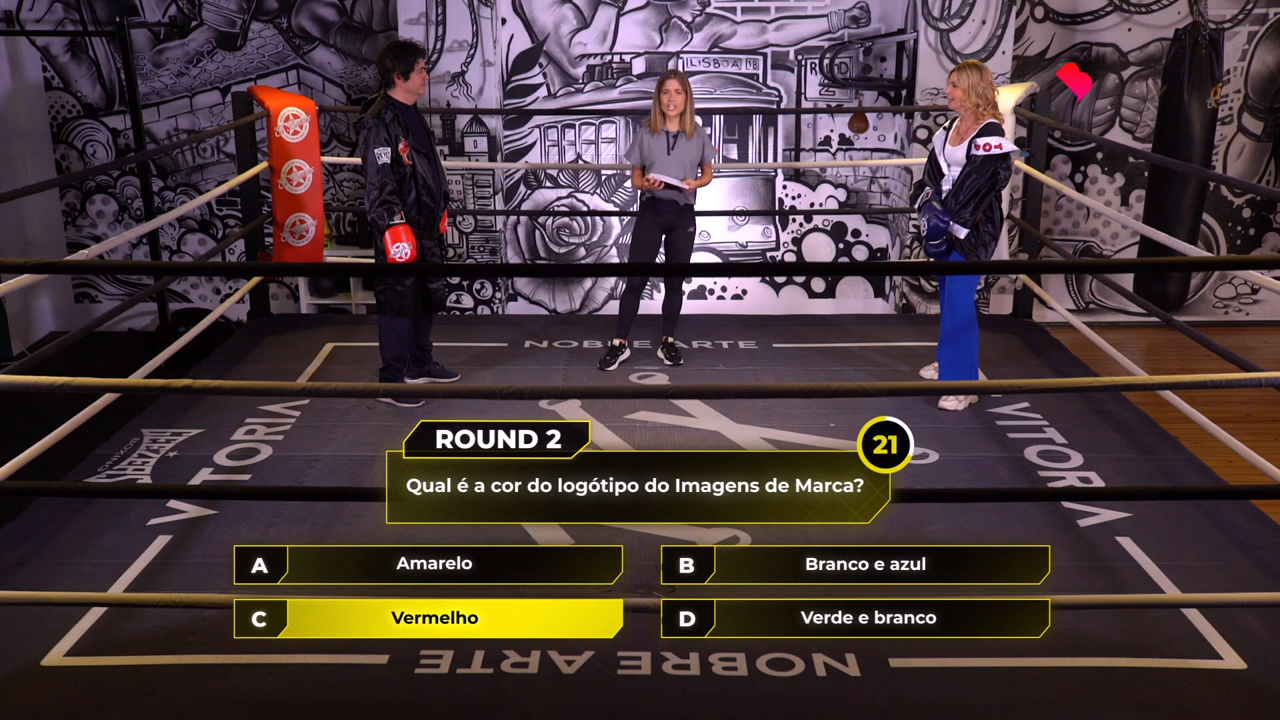 LISBOA 18
NOBRE ARTE
VITORIA
VITORIA
ROUND 2
21
Qual é a cor do logótipo do Imagens de Marca?
A
Amarelo
B
Branco e azul
C
Vermelho
D
Verde e branco
NOBRE ARTE